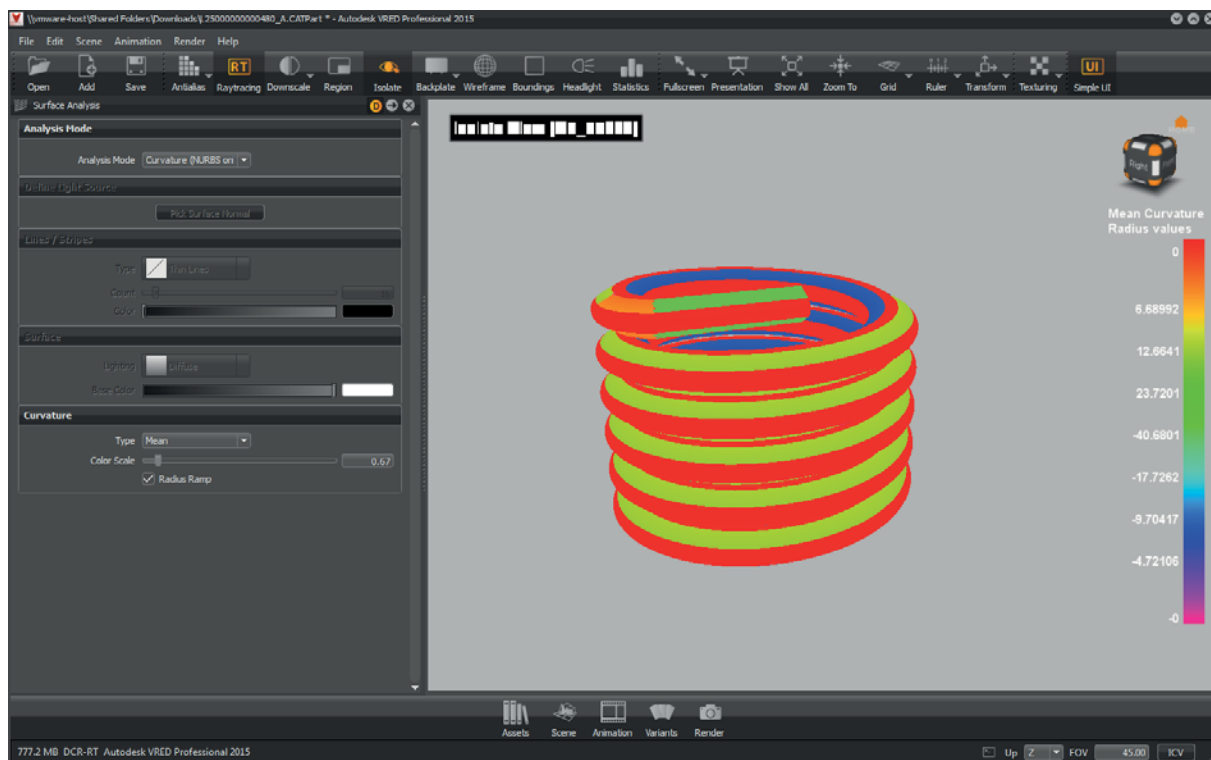 \\vmware-host\Shared Folders\Downloads\L25000000000480_A.CATPart * - Autodesk VRED Professional 2015
File Edit Scene Animation Render Help
Open Add Save Antialias Raytracing Downscale Region Isolate Backplate Wireframe Boundings Headlight Statistics Fullscreen Presentation Show All Zoom To Grid Ruler Transform Texturing Simple UI
RT
UI
Surface Analysis
Analysis Mode
Analysis Mode Curvature (NURBS on
Define Light Source
Pick Surface Normal
Lines / Stripes
Type Thin Lines
Count
Color
Surface
Lighting Diffuse
Base Color
Curvature
Type Mean
Color Scale 0.67
Radius Ramp
Right
Mean Curvature
Radius values
0
6.68992
12.6641
23.7201
-40.6801
-17.7262
-9.70417
-4.72106
-0
Assets Scene Animation Variants Render
777.2 MB DCR-RT Autodesk VRED Professional 2015
Up Z FOV 45.00 ICV